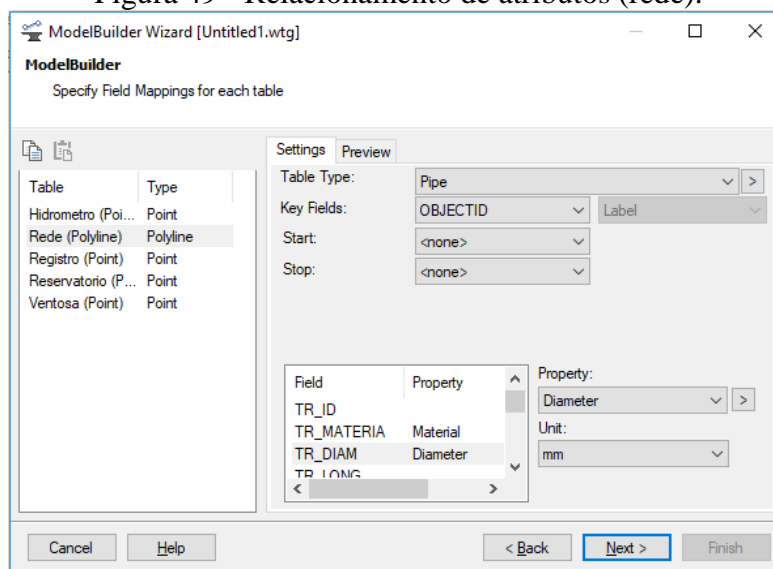 Figura 49 - Relacionamento de atributos (rede).
ModelBuilder Wizard [Untitled1.wtg]
ModelBuilder
Specify Field Mappings for each table
Settings Preview
Table Type
Hidrometro (Poi... Point
Rede (Polyline) Polyline
Registro (Point) Point
Reservatorio (P... Point
Ventosa (Point) Point
Table Type: Pipe >
Key Fields: OBJECTID Label
Start: <none>
Stop: <none>
Field Property
TR_ID
TR_MATERIA Material
TR_DIAM Diameter
TR_LONG
Property:
Diameter >
Unit:
mm
Cancel Help < Back Next > Finish